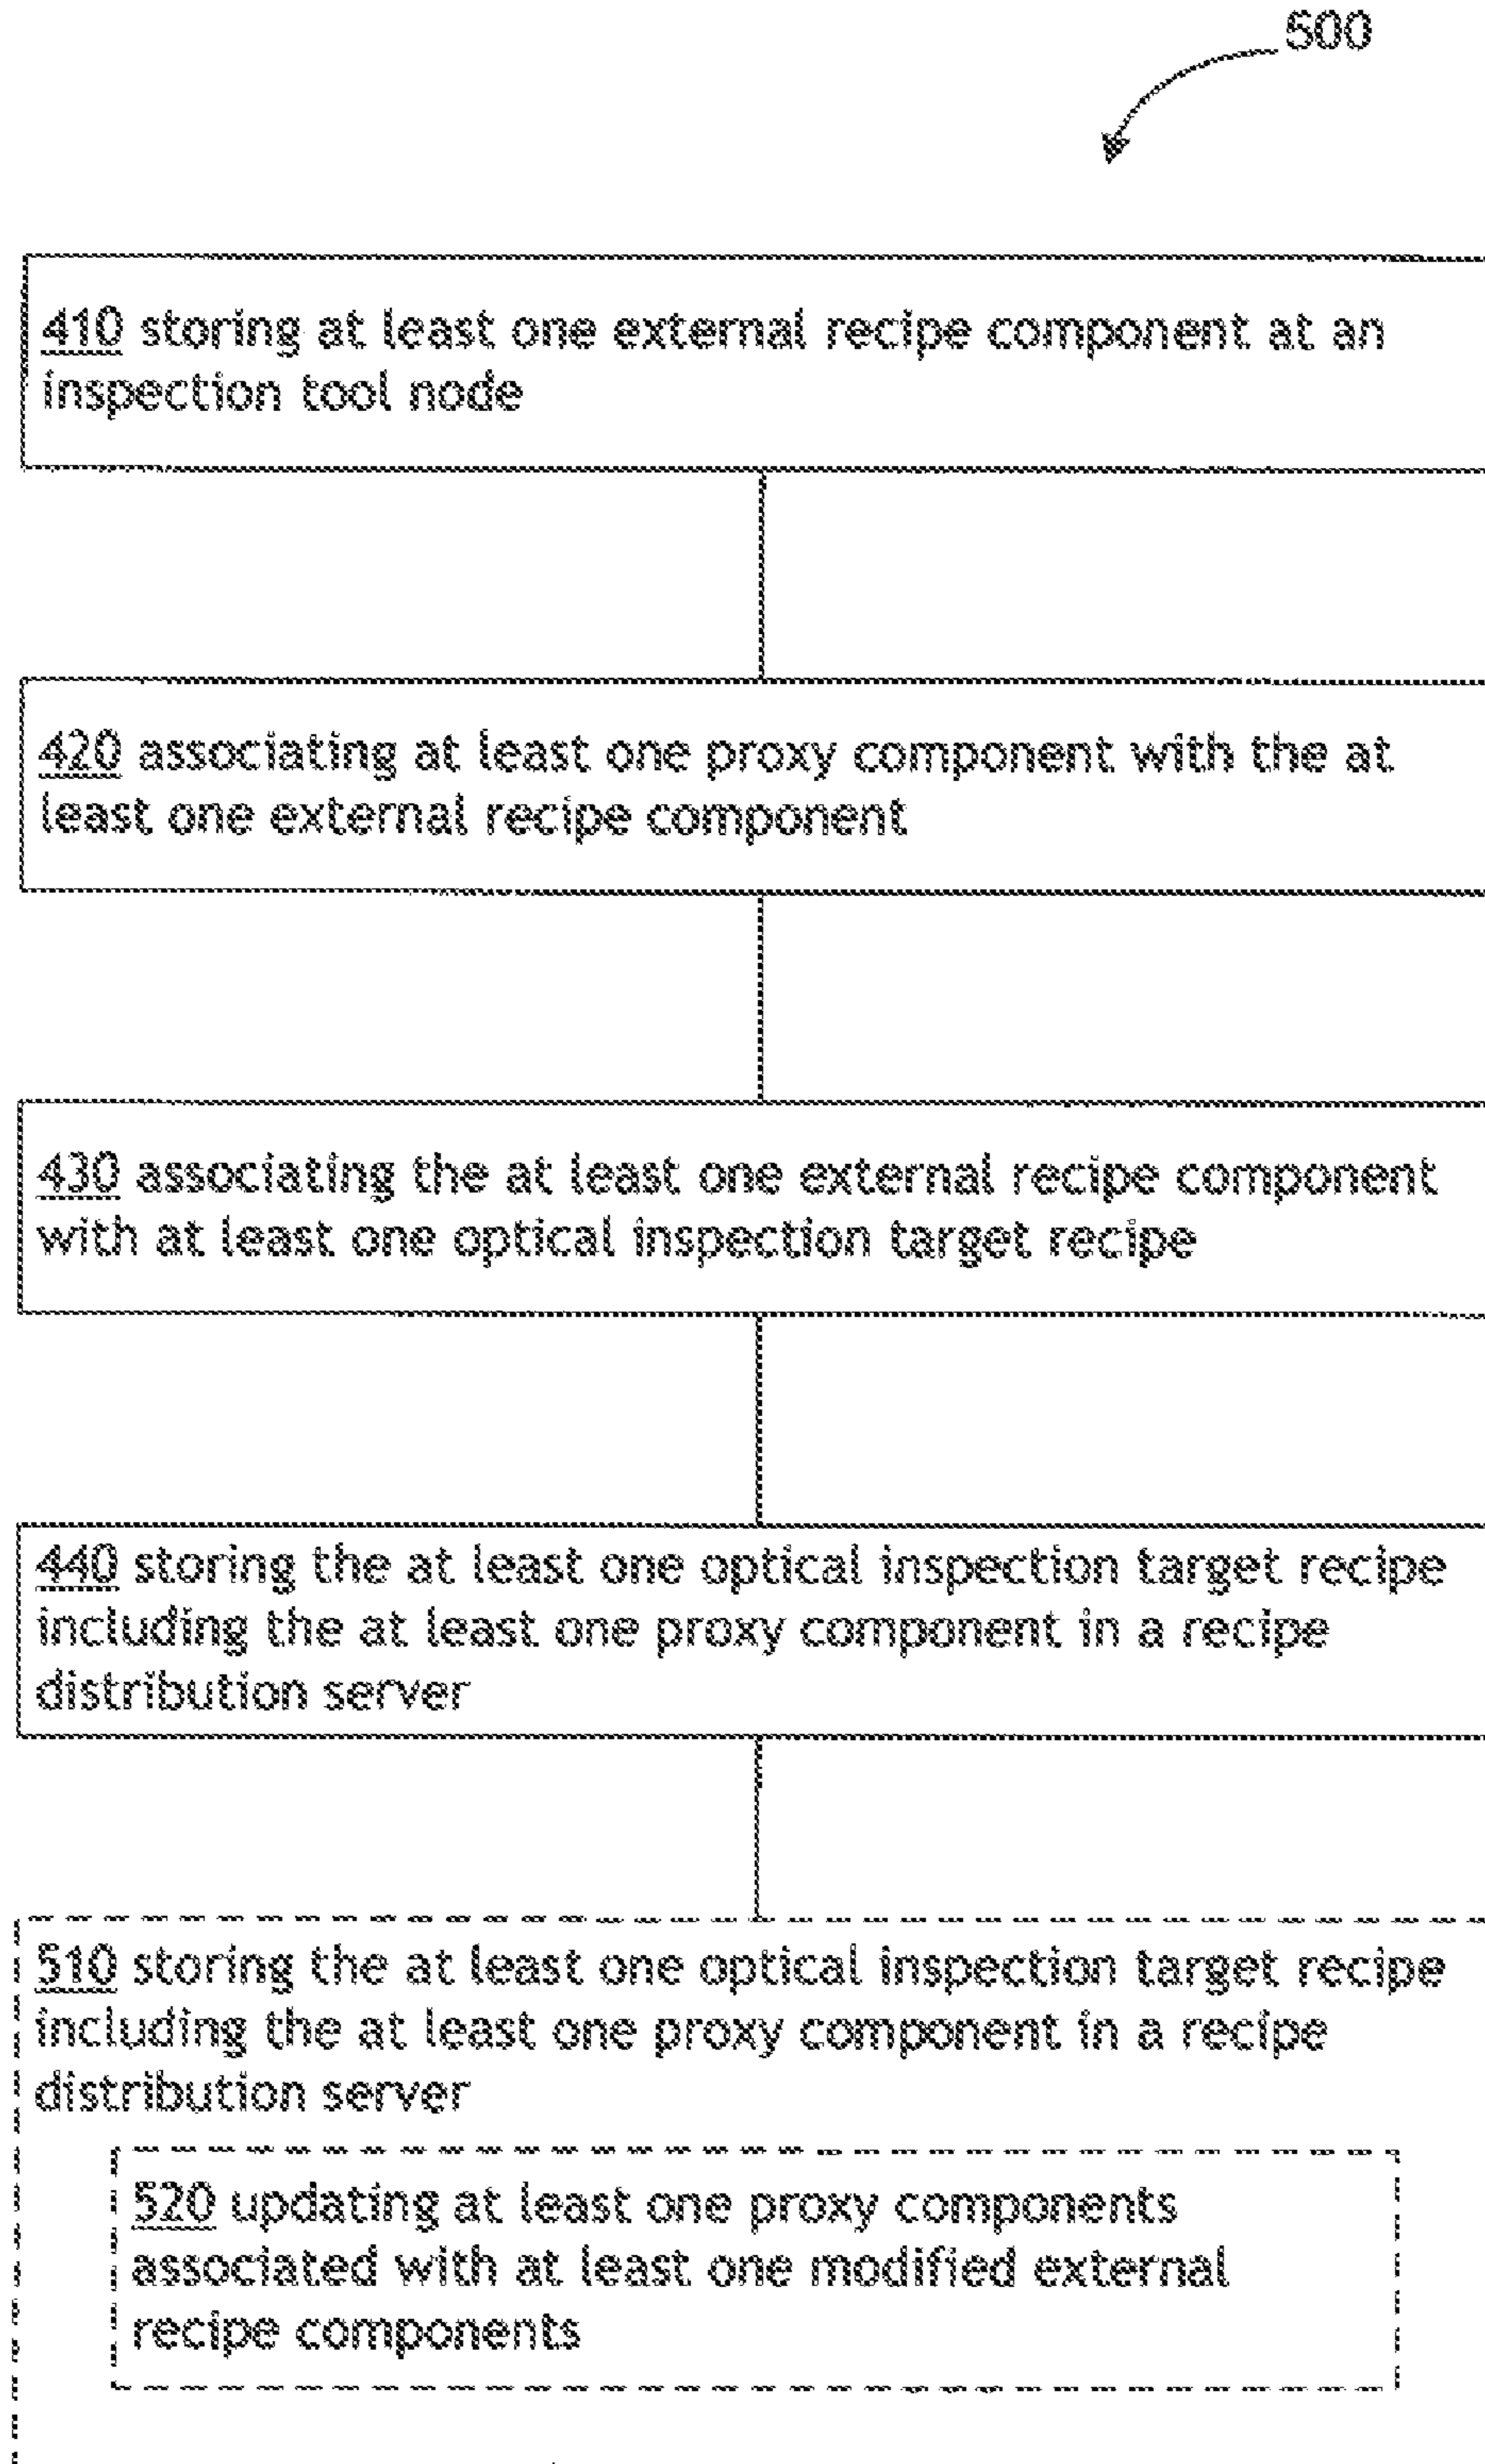 500
410 storing at least one external recipe component at an
inspection tool node
420 associating at least one proxy component with the at
least one external recipe component
430 associating the at least one external recipe component
with at least one optical inspection target recipe
440 storing the at least one optical inspection target recipe
including the at least one proxy component in a recipe
distribution server
510 storing the at least one optical inspection target recipe
including the at least one proxy component in a recipe
distribution server
520 updating at least one proxy components
associated with at least one modified external
recipe components